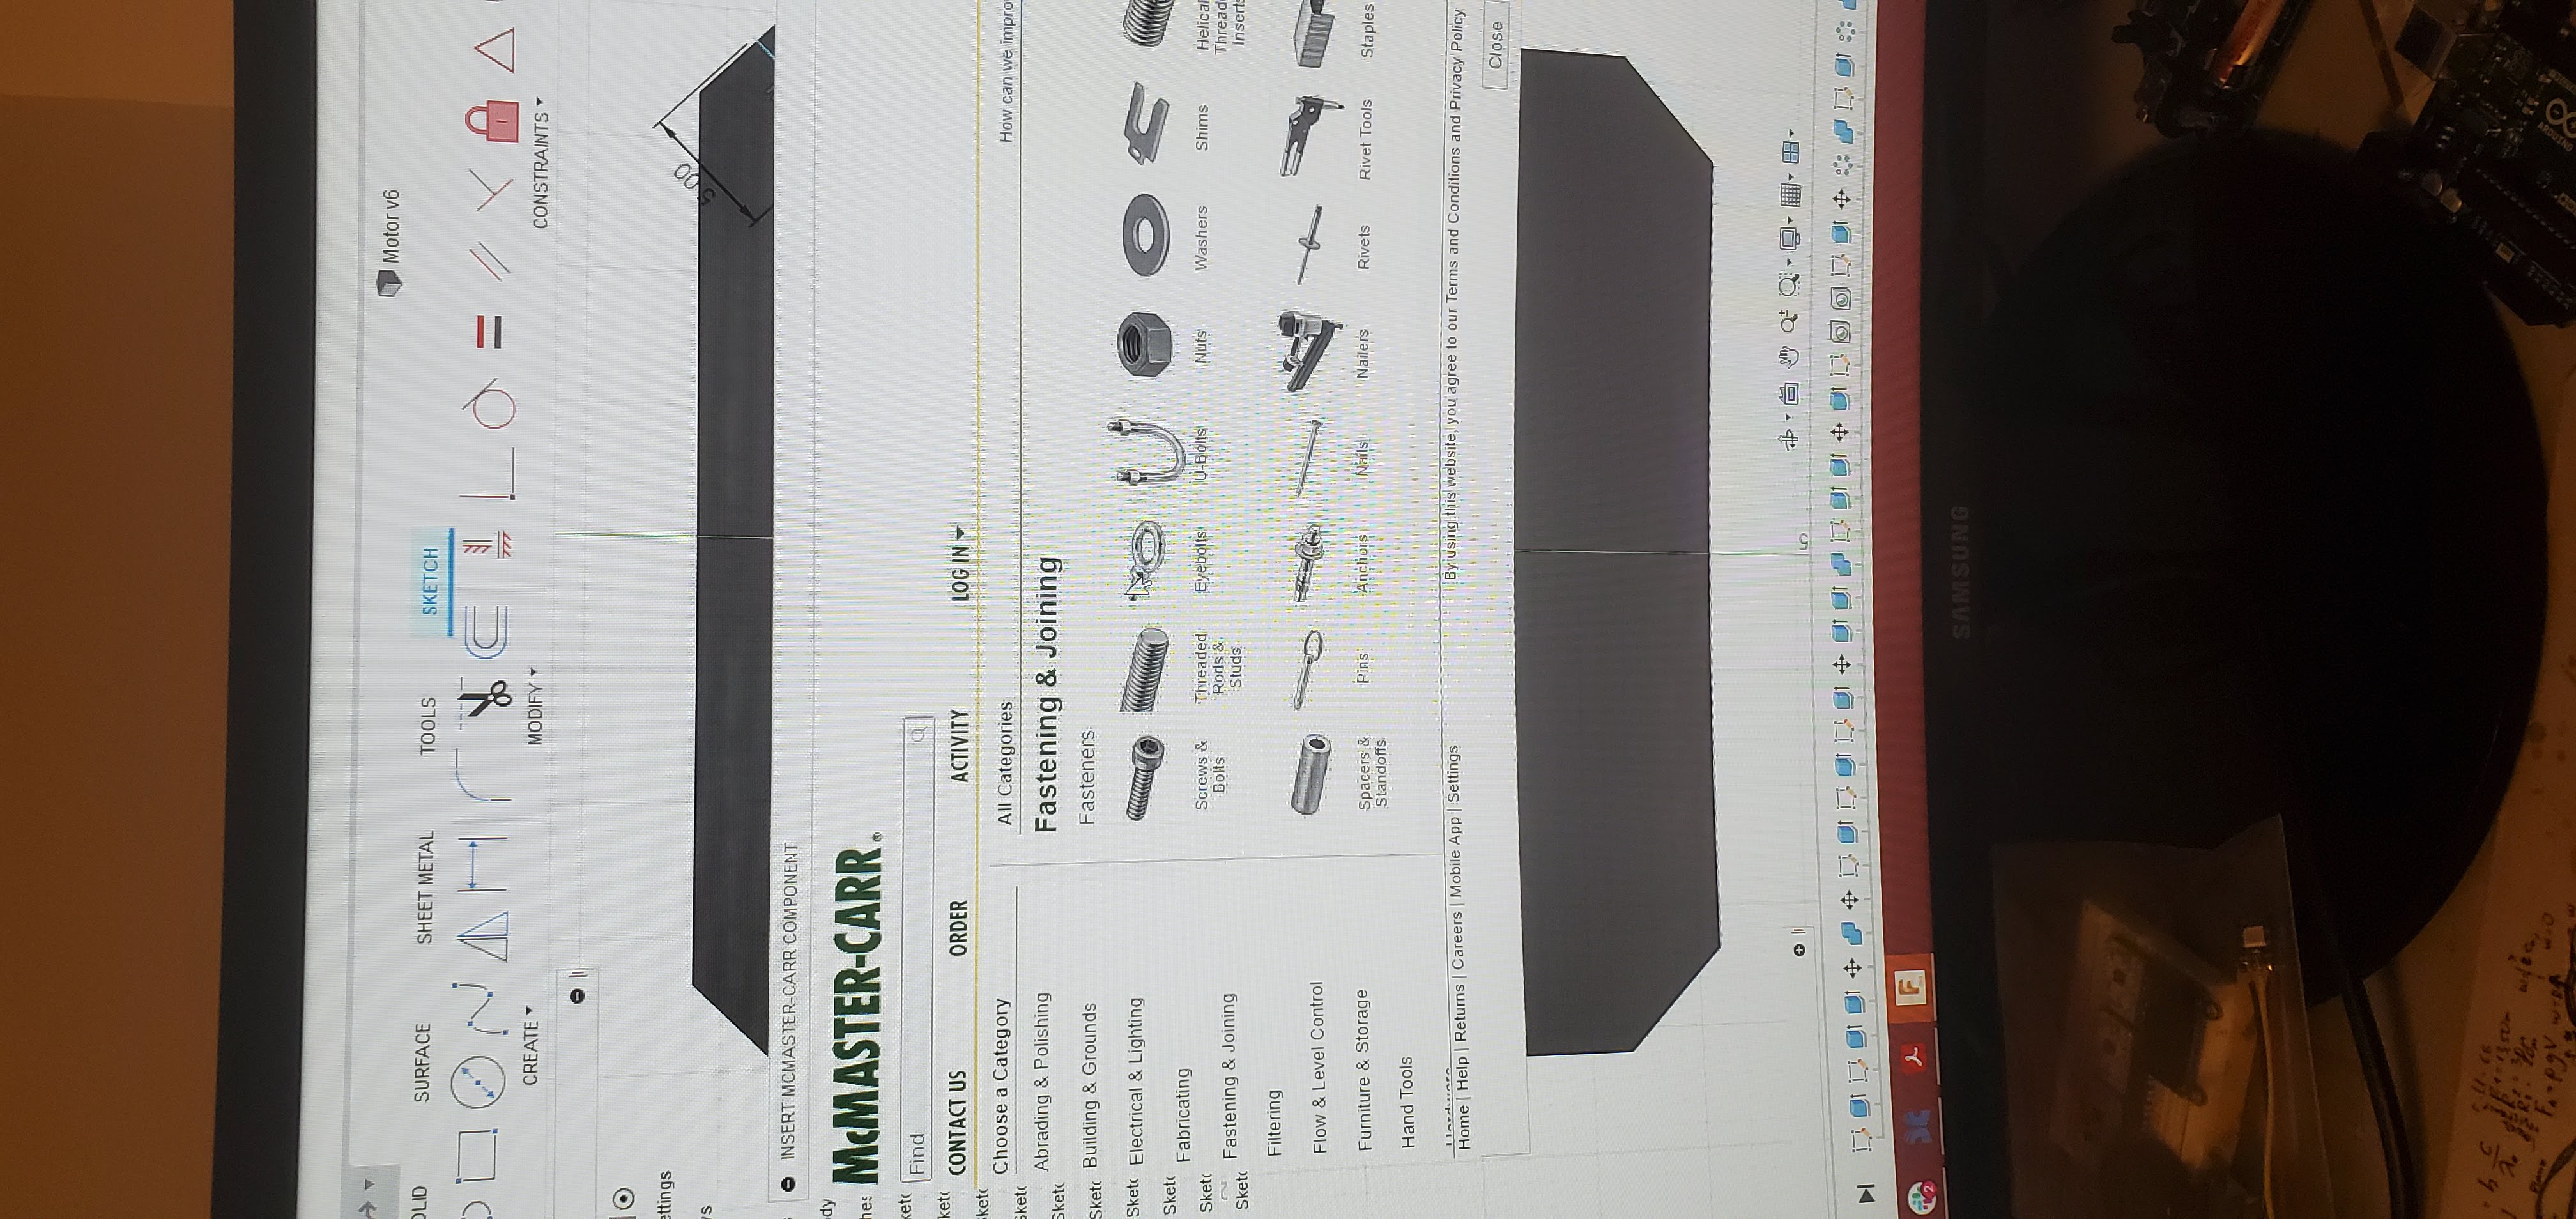 Motor v6
SURFACE
SHEET METAL
TOOLS
SKETCH
CREATE
MODIFY
CONSTRAINTS
5.00
INSERT MCMASTER-CARR COMPONENT
McMASTER-CARR®
Find
CONTACT US ORDER ACTIVITY LOG IN
Choose a Category
Abrading & Polishing
Building & Grounds
Electrical & Lighting
Fabricating
Fastening & Joining
Filtering
Flow & Level Control
Furniture & Storage
Hand Tools
All Categories
How can we impro
Fastening & Joining
Fasteners
Screws &
Bolts
Threaded
Rods &
Studs
Eyebolts
U-Bolts
Nuts
Washers
Shims
Helical
Thread
Inserts
Spacers &
Standoffs
Pins
Anchors
Nails
Nailers
Rivets
Rivet Tools
Staples
Home | Help | Returns | Careers | Mobile App | Settings
By using this website, you agree to our Terms and Conditions and Privacy Policy
Close
5
2
F
SAMSUNG